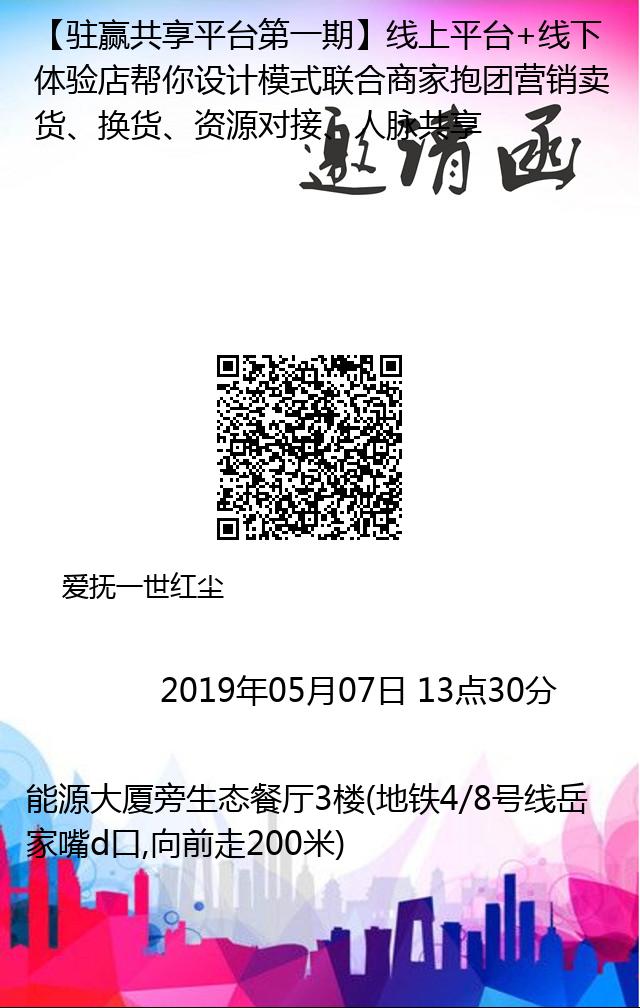 【驻赢共享平台第一期】线上平台+线下
体验店帮你设计模式联合商家抱团营销卖
货、换货、资源对接、人脉共享
邀请函
爱抚一世红尘
2019年05月07日 13点30分
能源大厦旁生态餐厅3楼(地铁4/8号线岳
家嘴d口,向前走200米)